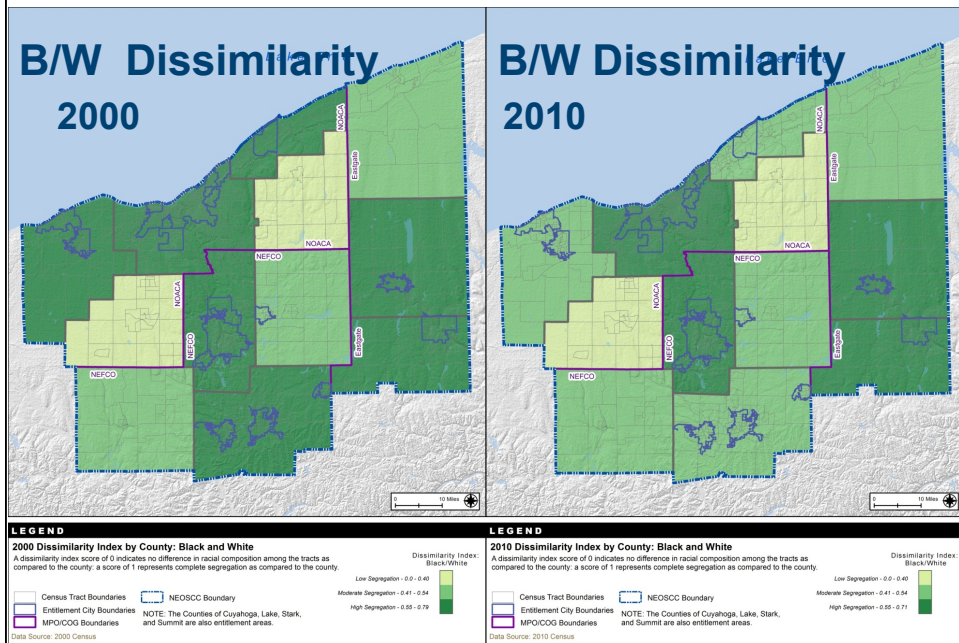 B/W Dissimilarity
2000
Lake Erie
NOACA
Eastgate
NOACA
NEFCO
NOACA
NEFCO
Eastgate
NEFCO
0 10 Miles
LEGEND
2000 Dissimilarity Index by County: Black and White
A dissimilarity index score of 0 indicates no difference in racial composition among the tracts as
compared to the county: a score of 1 represents complete segregation as compared to the county.
Dissimilarity Index:
Black/White
Low Segregation - 0.0 - 0.40
Moderate Segregation - 0.41 - 0.54
High Segregation - 0.55 - 0.79
Census Tract Boundaries
Entitlement City Boundaries
MPO/COG Boundaries
NEOSCC Boundary
NOTE: The Counties of Cuyahoga, Lake, Stark,
and Summit are also entitlement areas.
Data Source: 2000 Census
B/W Dissimilarity
2010
Lake Erie
NOACA
Eastgate
NOACA
NEFCO
NOACA
NEFCO
Eastgate
NEFCO
0 10 Miles
LEGEND
2010 Dissimilarity Index by County: Black and White
A dissimilarity index score of 0 indicates no difference in racial composition among the tracts as
compared to the county: a score of 1 represents complete segregation as compared to the county.
Dissimilarity Index:
Black/White
Low Segregation - 0.0 - 0.40
Moderate Segregation - 0.41 - 0.54
High Segregation - 0.55 - 0.71
Census Tract Boundaries
Entitlement City Boundaries
MPO/COG Boundaries
NEOSCC Boundary
NOTE: The Counties of Cuyahoga, Lake, Stark,
and Summit are also entitlement areas.
Data Source: 2010 Census